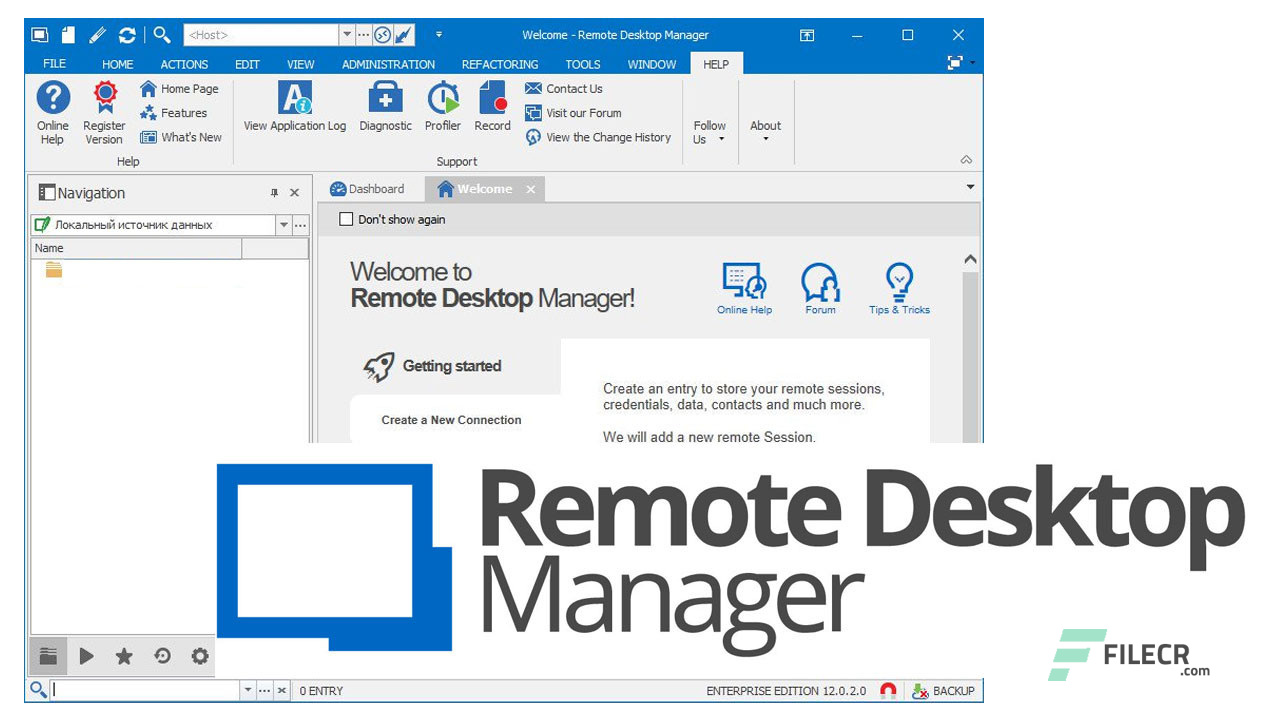 <Host>
Welcome - Remote Desktop Manager
FILE HOME ACTIONS EDIT VIEW ADMINISTRATION REFACTORING TOOLS WINDOW HELP
Online Help
Register Version
Home Page
Features
What's New
Help
View Application Log
Diagnostic
Profiler
Record
Contact Us
Visit our Forum
View the Change History
Support
Follow Us
About
Navigation
Локальный источник данных
Name
Dashboard
Welcome
Don't show again
Welcome to
Remote Desktop Manager!
Online Help
Forum
Tips & Tricks
Getting started
Create a New Connection
Create an entry to store your remote sessions,
credentials, data, contacts and much more.
We will add a new remote Session.
Remote Desktop
Manager
FILECR
.com
0 ENTRY
ENTERPRISE EDITION 12.0.2.0
BACKUP